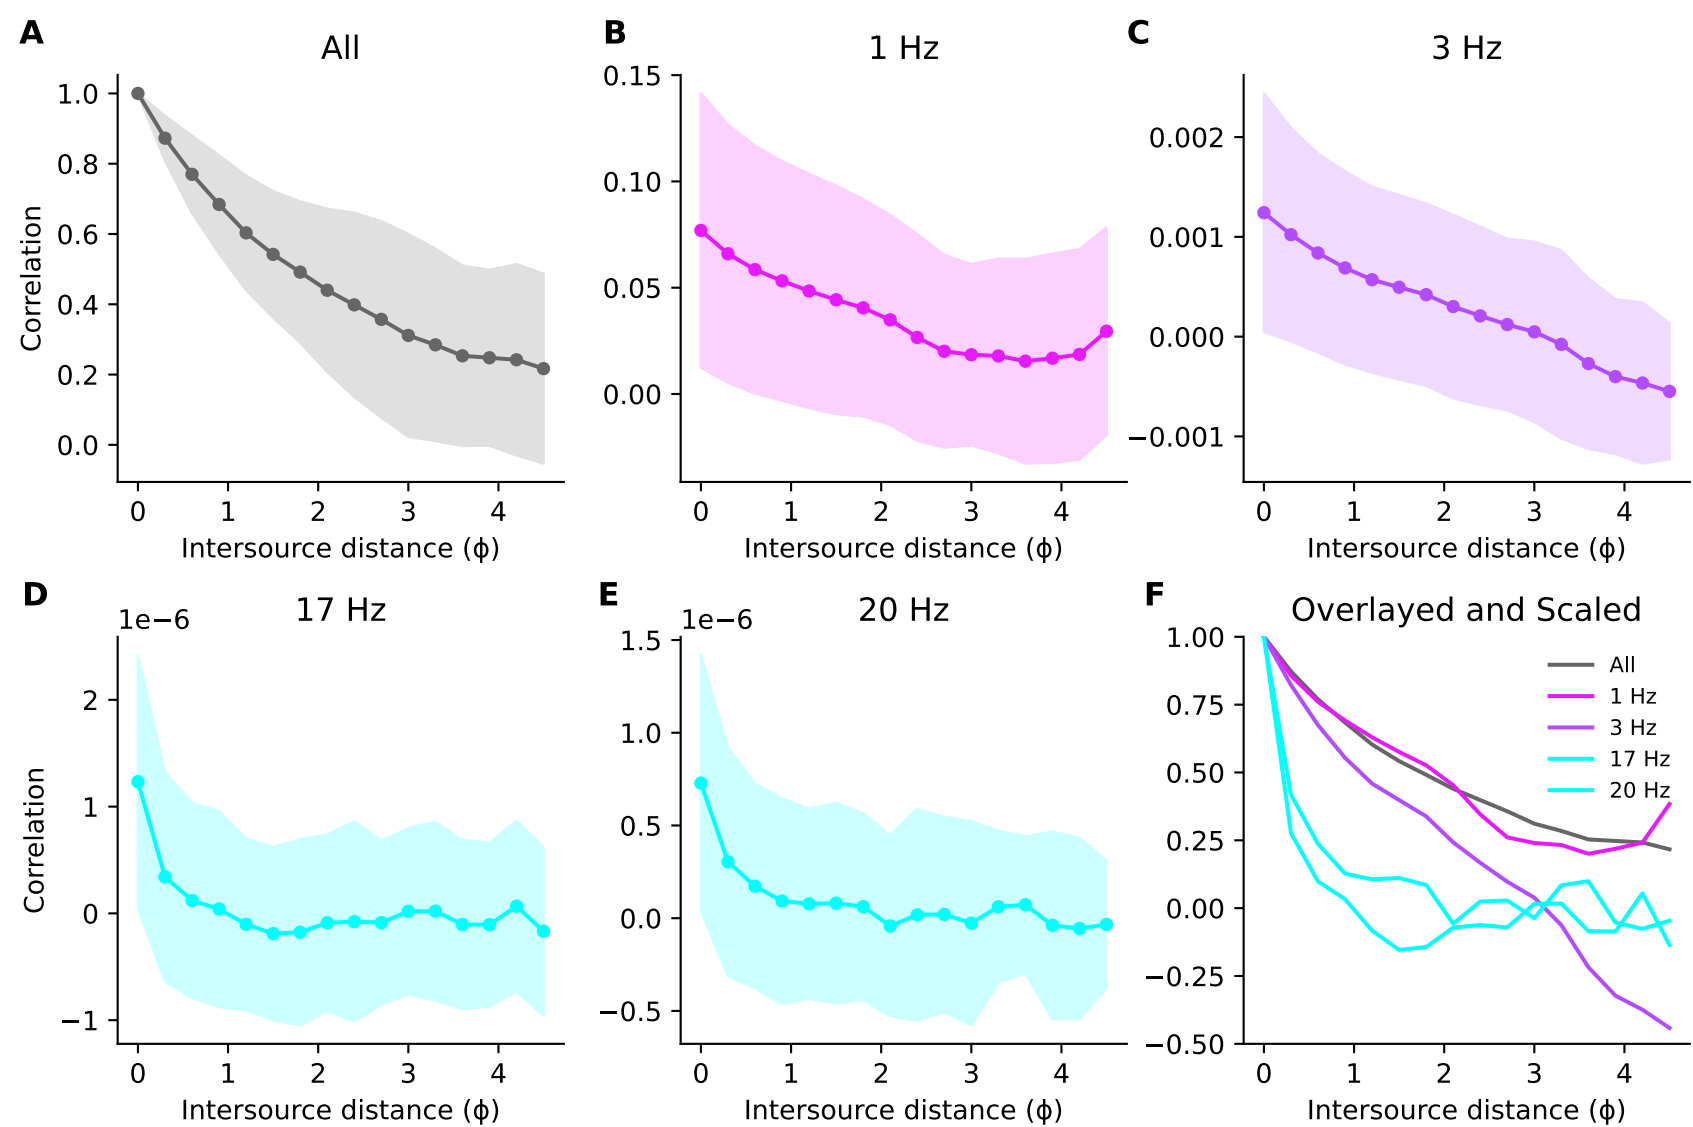 A
All
1.0
0.8
0.6
0.4
0.2
0.0
Correlation
0 1 2 3 4
Intersource distance (ϕ)
B
1 Hz
0.15
0.10
0.05
0.00
0 1 2 3 4
Intersource distance (ϕ)
C
3 Hz
0.002
0.001
0.000
−0.001
0 1 2 3 4
Intersource distance (ϕ)
D
17 Hz
1e−6
2
1
0
−1
Correlation
0 1 2 3 4
Intersource distance (ϕ)
E
20 Hz
1e−6
1.5
1.0
0.5
0.0
−0.5
0 1 2 3 4
Intersource distance (ϕ)
F
Overlayed and Scaled
1.00
0.75
0.50
0.25
0.00
−0.25
−0.50
All
1 Hz
3 Hz
17 Hz
20 Hz
0 1 2 3 4
Intersource distance (ϕ)